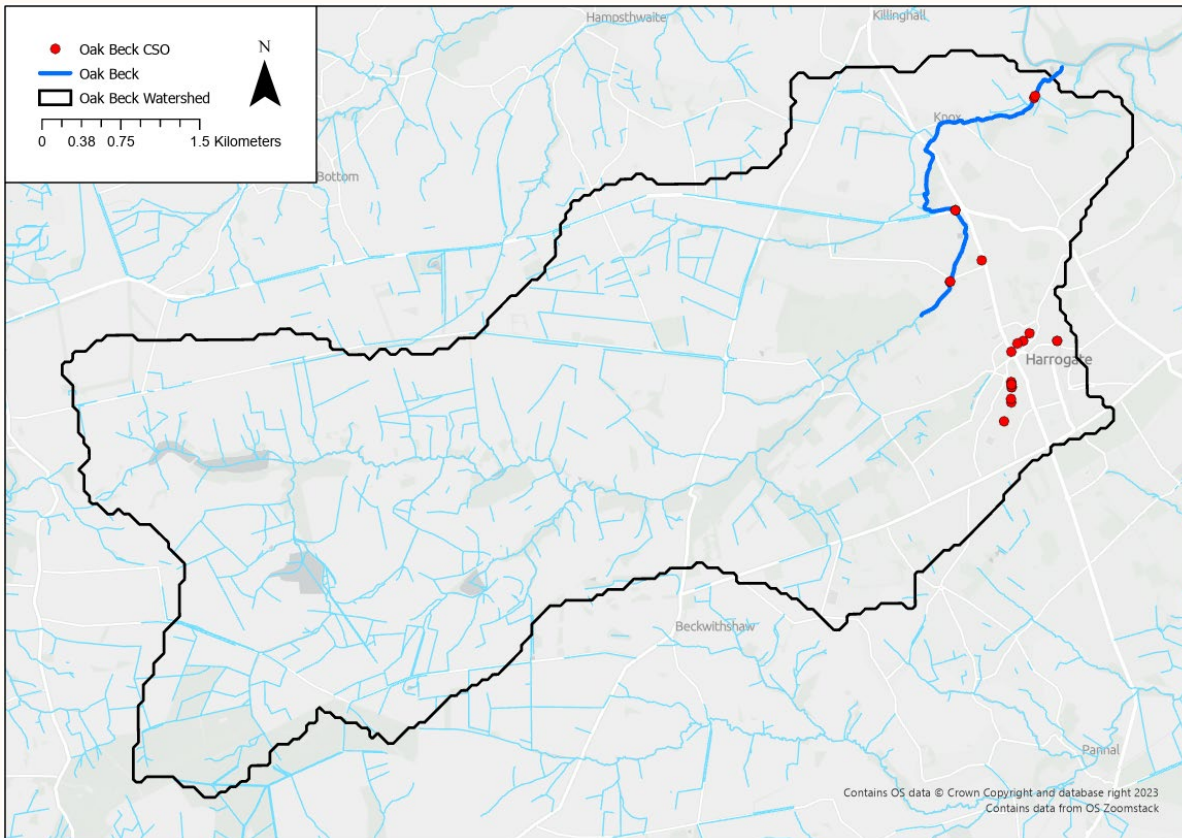 Oak Beck CSO
Oak Beck
Oak Beck Watershed
N
0 0.38 0.75 1.5 Kilometers
Hampsthwaite
Killinghall
Knox
Bottom
Harrogate
Beckwithshaw
Pannal
Contains OS data © Crown Copyright and database right 2023
Contains data from OS Zoomstack